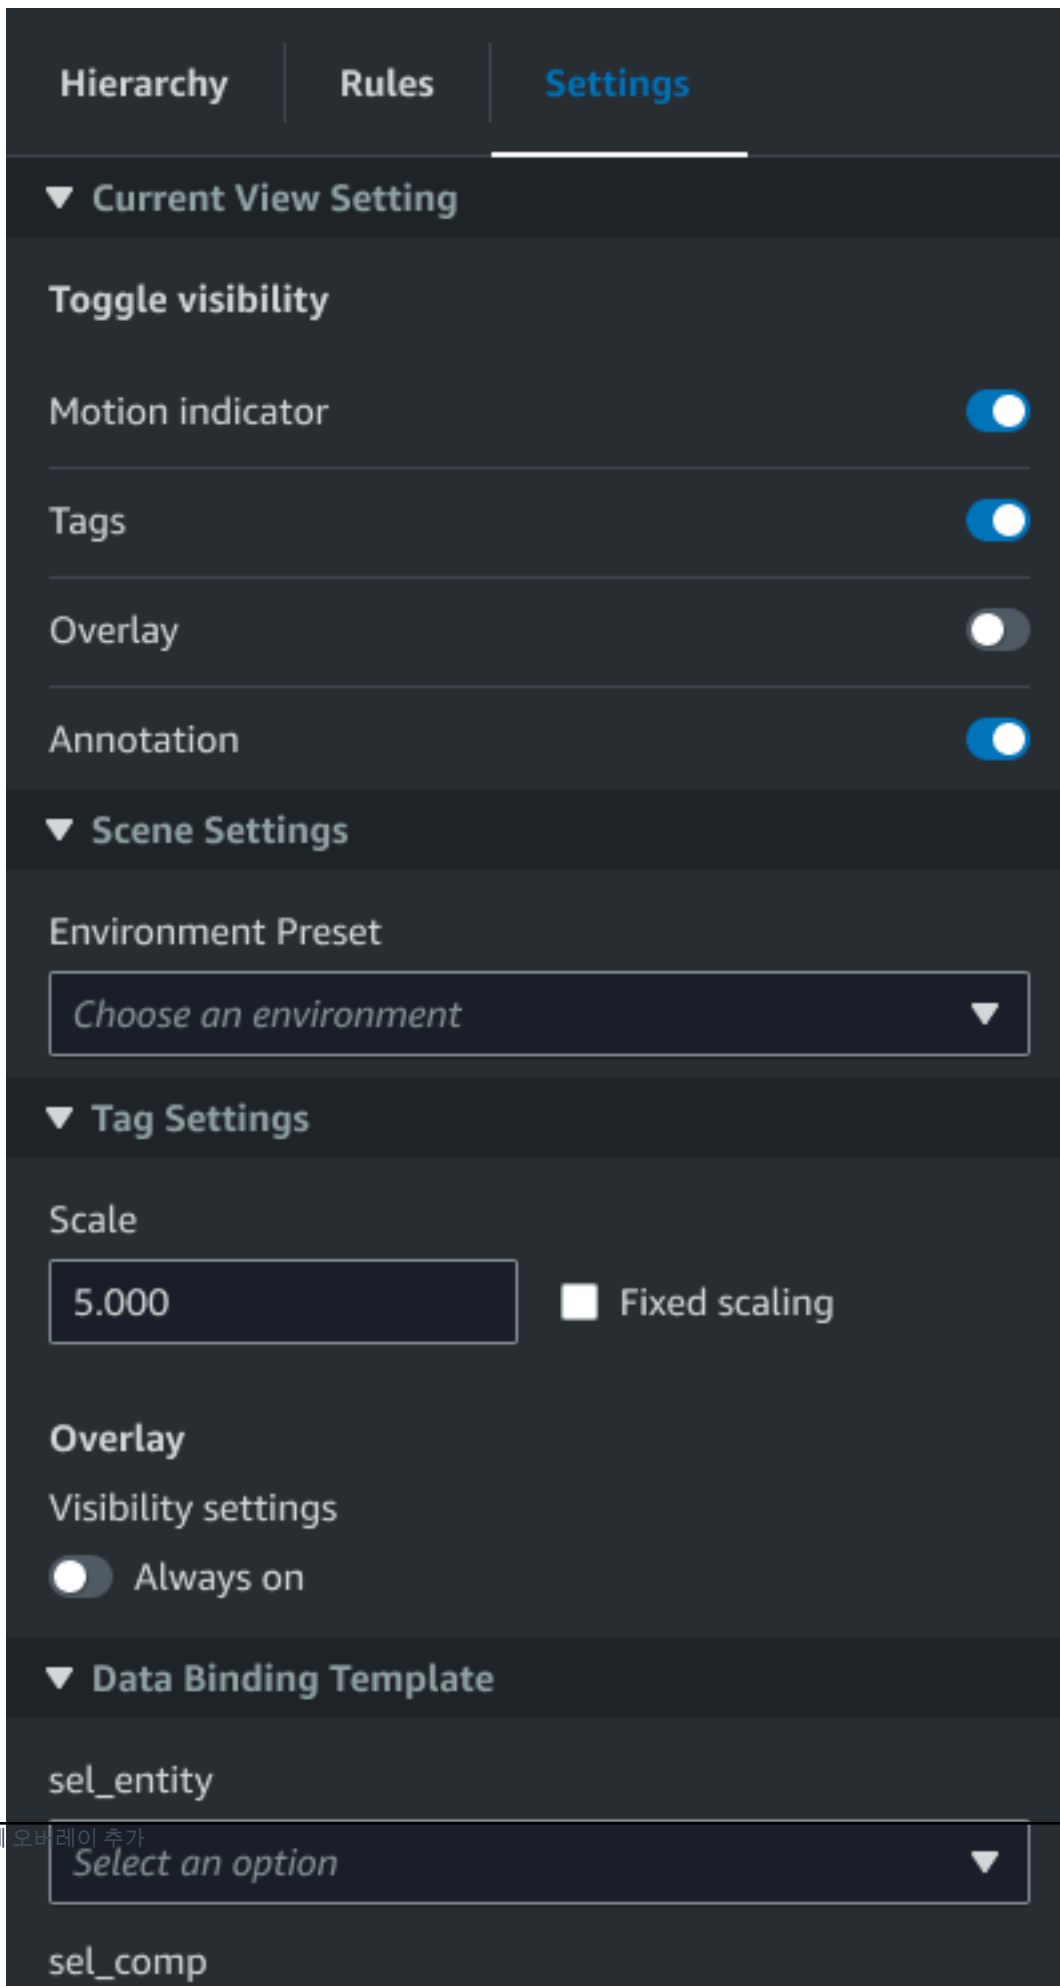 Hierarchy Rules Settings
Current View Setting
Toggle visibility
Motion indicator
Tags
Overlay
Annotation
Scene Settings
Environment Preset
Choose an environment
Tag Settings
Scale
5.000 Fixed scaling
Overlay
Visibility settings
Always on
Data Binding Template
sel_entity
오버레이 추가
Select an option
sel_comp